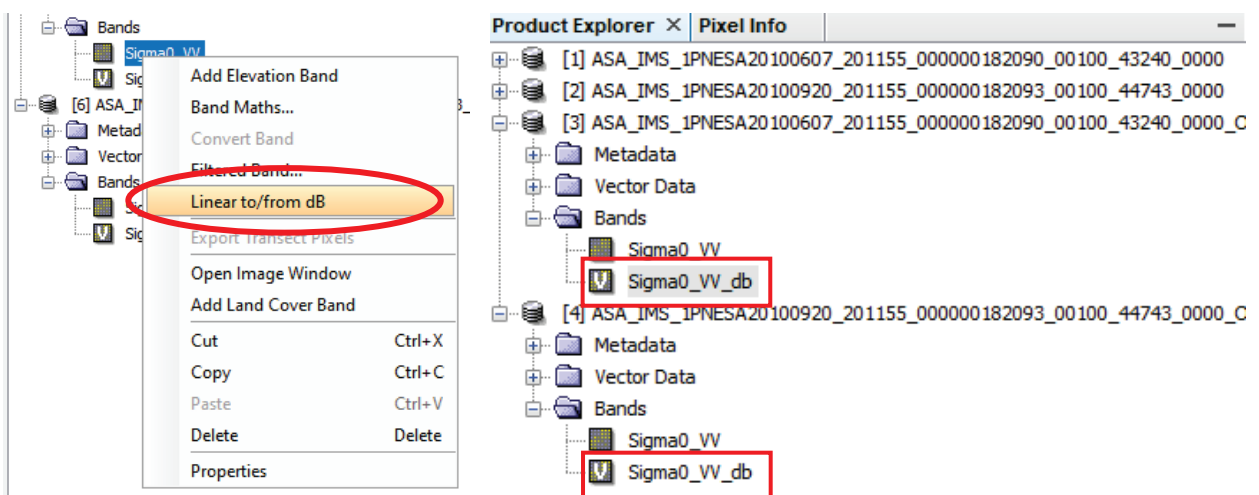 Bands
Sigma0_VV
Sig
[6] ASA_I
Metad
Vector
Bands
Sig
Sig
Add Elevation Band
Band Maths...
Convert Band
Filtered Band...
Linear to/from dB
Export Transect Pixels
Open Image Window
Add Land Cover Band
Cut Ctrl+X
Copy Ctrl+C
Paste Ctrl+V
Delete Delete
Properties
Product Explorer × Pixel Info
[1] ASA_IMS_1PNESA20100607_201155_000000182090_00100_43240_0000
[2] ASA_IMS_1PNESA20100920_201155_000000182093_00100_44743_0000
[3] ASA_IMS_1PNESA20100607_201155_000000182090_00100_43240_0000_O
Metadata
Vector Data
Bands
Sigma0_VV
Sigma0_VV_db
[4] ASA_IMS_1PNESA20100920_201155_000000182093_00100_44743_0000_O
Metadata
Vector Data
Bands
Sigma0_VV
Sigma0_VV_db